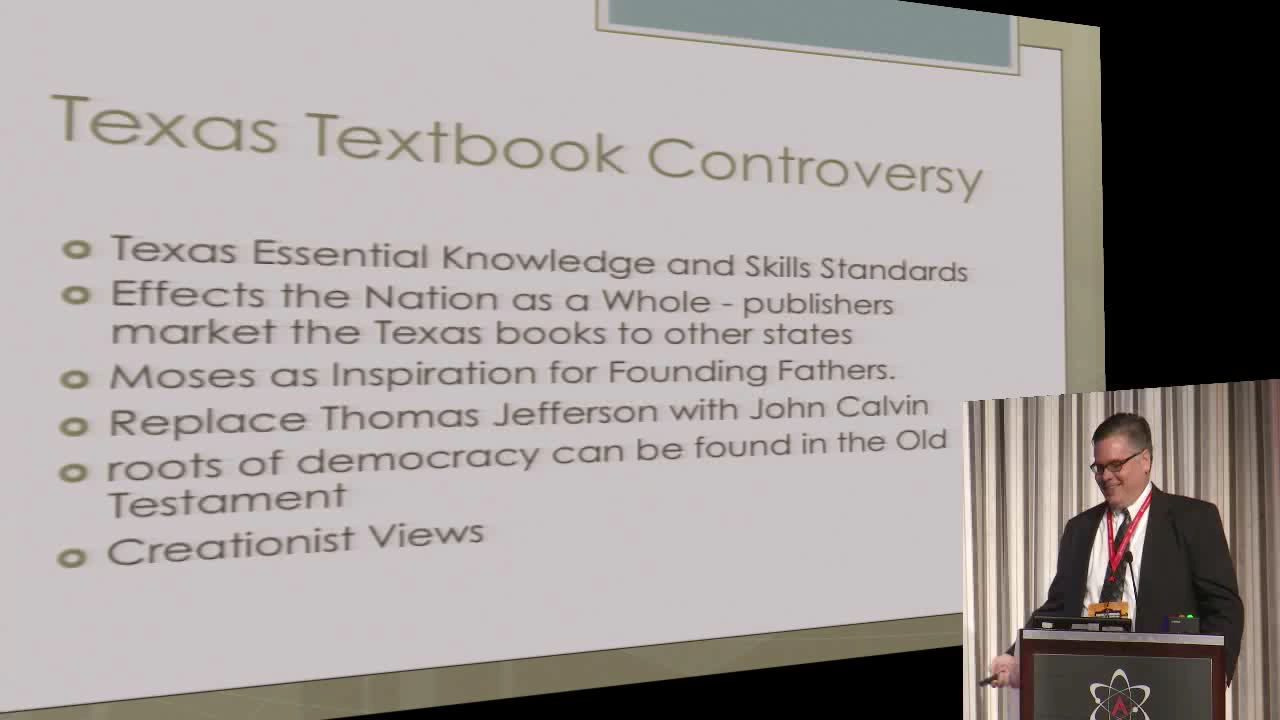 Texas Textbook Controversy
Texas Essential Knowledge and Skills Standards
Effects the Nation as a Whole - publishers
market the Texas books to other states
Moses as Inspiration for Founding Fathers.
Replace Thomas Jefferson with John Calvin
roots of democracy can be found in the Old
Testament
Creationist Views
A